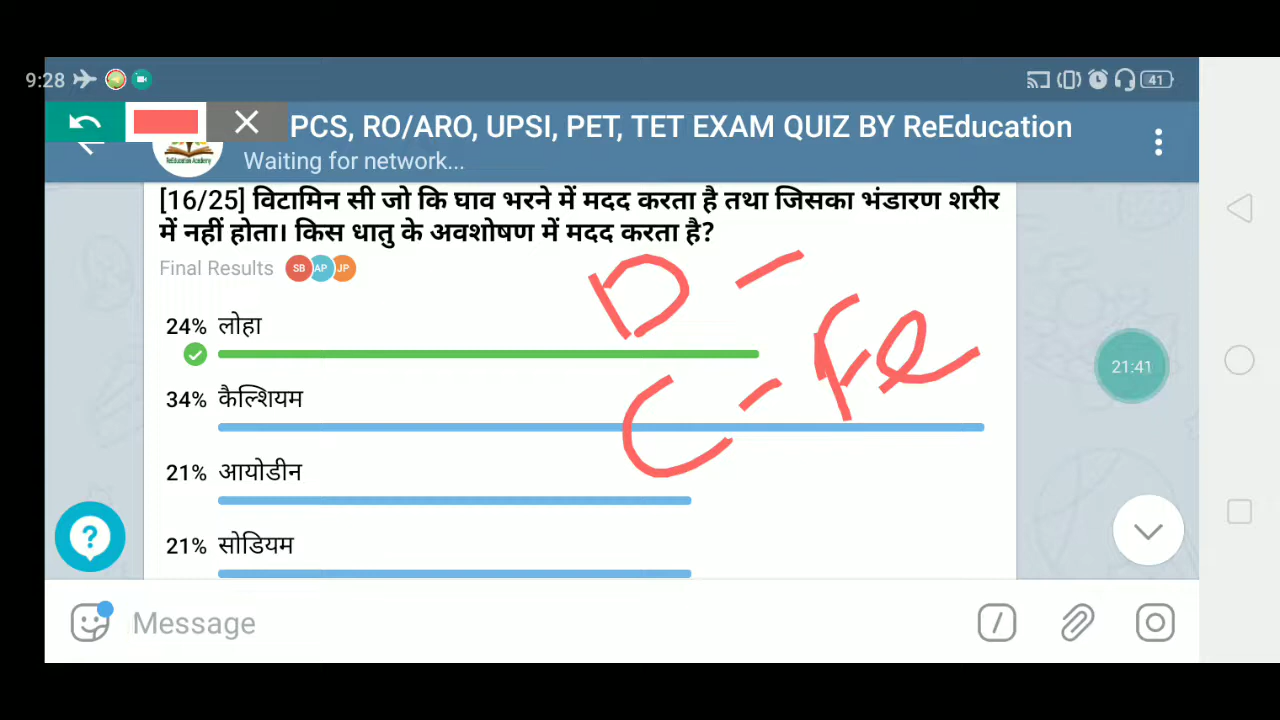 9:28
41
PCS, RO/ARO, UPSI, PET, TET EXAM QUIZ BY ReEducation
Waiting for network...
ReEducation Academy
[16/25] विटामिन सी जो कि घाव भरने में मदद करता है तथा जिसका भंडारण शरीर
में नहीं होता। किस धातु के अवशोषण में मदद करता है?
Final Results SB AP JP
D -
24% लोहा
C - Fe
21:41
34% कैल्शियम
21% आयोडीन
?
21% सोडियम
Message
/